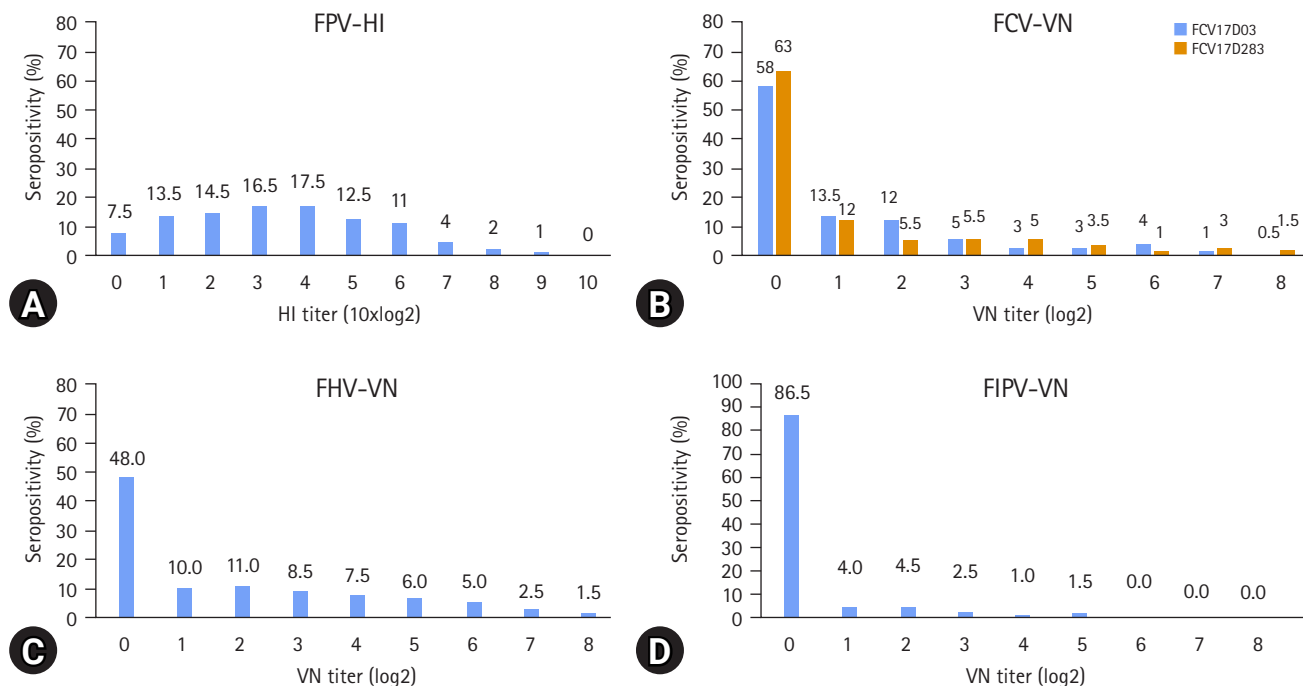 FPV-HI
Seropositivity (%)
80
70
60
50
40
30
20
10
0
7.5 13.5 14.5 16.5 17.5 12.5 11 4 2 1 0
0 1 2 3 4 5 6 7 8 9 10
HI titer (10xlog2)
A
FCV-VN
FCV17D03
FCV17D283
Seropositivity (%)
80
70
60
50
40
30
20
10
0
58 63 13.5 12 12 5.5 5 5.5 3 5 3 3.5 4 1 1 3 0.5 1.5
0 1 2 3 4 5 6 7 8
VN titer (log2)
B
FHV-VN
Seropositivity (%)
80
70
60
50
40
30
20
10
0
48.0 10.0 11.0 8.5 7.5 6.0 5.0 2.5 1.5
0 1 2 3 4 5 6 7 8
VN titer (log2)
C
FIPV-VN
Seropositivity (%)
100
90
80
70
60
50
40
30
20
10
0
86.5 4.0 4.5 2.5 1.0 1.5 0.0 0.0 0.0
0 1 2 3 4 5 6 7 8
VN titer (log2)
D